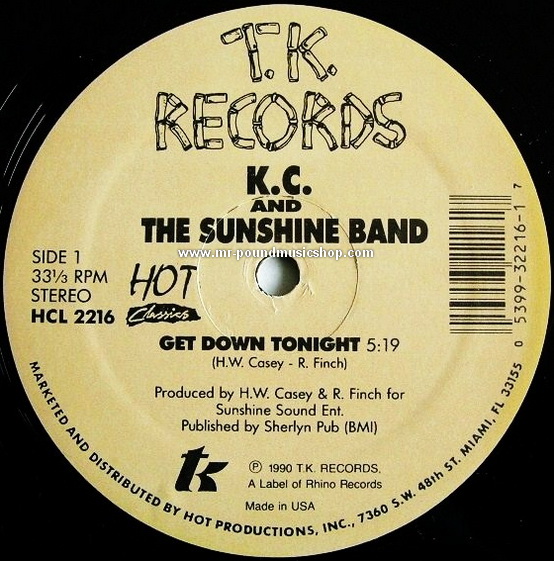 T.K.
RECORDS
K.C.
AND
THE SUNSHINE BAND
www.mr-poundmusicshop.com
SIDE 1
33⅓ RPM
STEREO
HCL 2216
HOT
Classics
GET DOWN TONIGHT 5:19
(H.W. Casey - R. Finch)
Produced by H.W. Casey & R. Finch for
Sunshine Sound Ent.
Published by Sherlyn Pub (BMI)
tk
℗ 1990 T.K. RECORDS.
A Label of Rhino Records
Made in USA
MARKETED AND DISTRIBUTED BY HOT PRODUCTIONS, INC., 7360 S.W. 48th ST. MIAMI, FL 33155
0 5399-32216-1 7